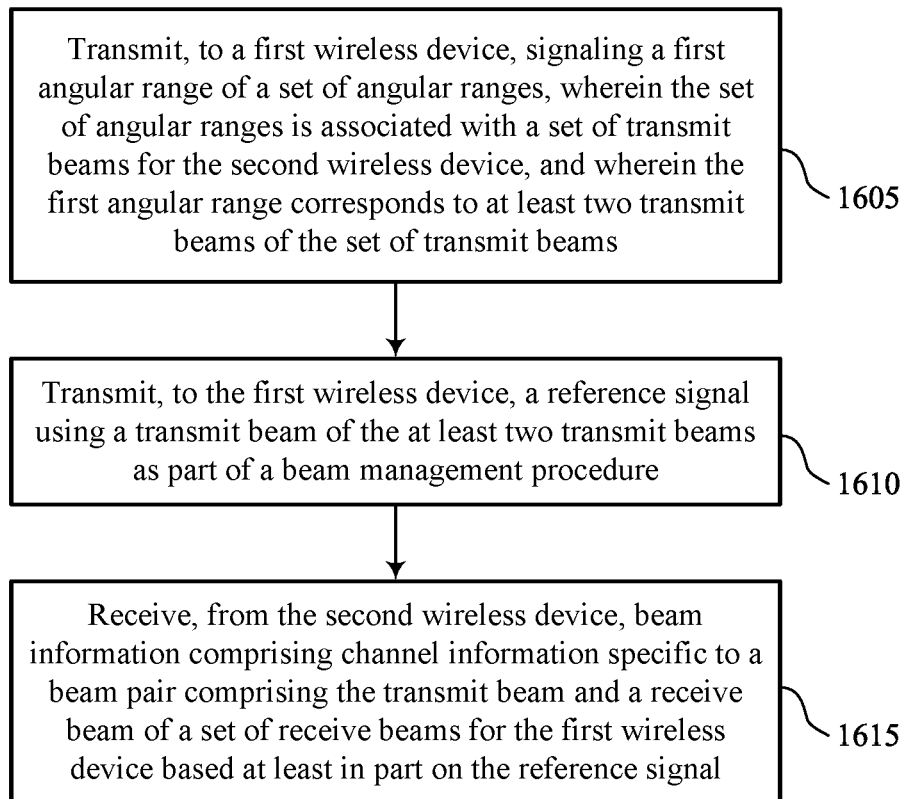 Transmit, to a first wireless device, signaling a first
angular range of a set of angular ranges, wherein the set
of angular ranges is associated with a set of transmit
beams for the second wireless device, and wherein the
first angular range corresponds to at least two transmit
beams of the set of transmit beams
1605
Transmit, to the first wireless device, a reference signal
using a transmit beam of the at least two transmit beams
as part of a beam management procedure
1610
Receive, from the second wireless device, beam
information comprising channel information specific to a
beam pair comprising the transmit beam and a receive
beam of a set of receive beams for the first wireless
device based at least in part on the reference signal
1615